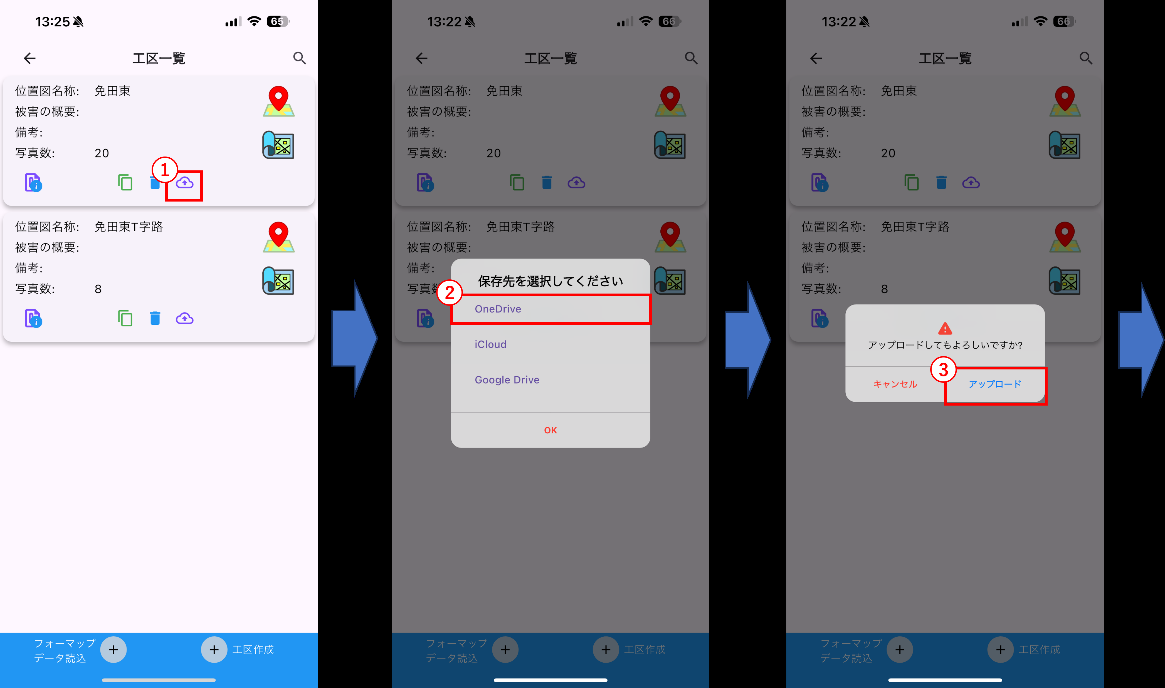 13:25
65
工区一覧
位置図名称: 免田東
被害の概要:
備考:
写真数: 20
①
位置図名称: 免田東T字路
被害の概要:
備考:
写真数: 8
フォーマップ
データ読込
+
+
工区作成
13:22
66
工区一覧
位置図名称: 免田東
被害の概要:
備考:
写真数: 20
位置図名称: 免田東T字路
被害の概要:
備考:
写真数
保存先を選択してください
②
OneDrive
iCloud
Google Drive
OK
フォーマップ
データ読込
+
+
工区作成
13:22
66
工区一覧
位置図名称: 免田東
被害の概要:
備考:
写真数: 20
位置図名称: 免田東T字路
被害の概要:
備考:
写真数: 8
アップロードしてもよろしいですか?
③
キャンセル
アップロード
フォーマップ
データ読込
+
+
工区作成